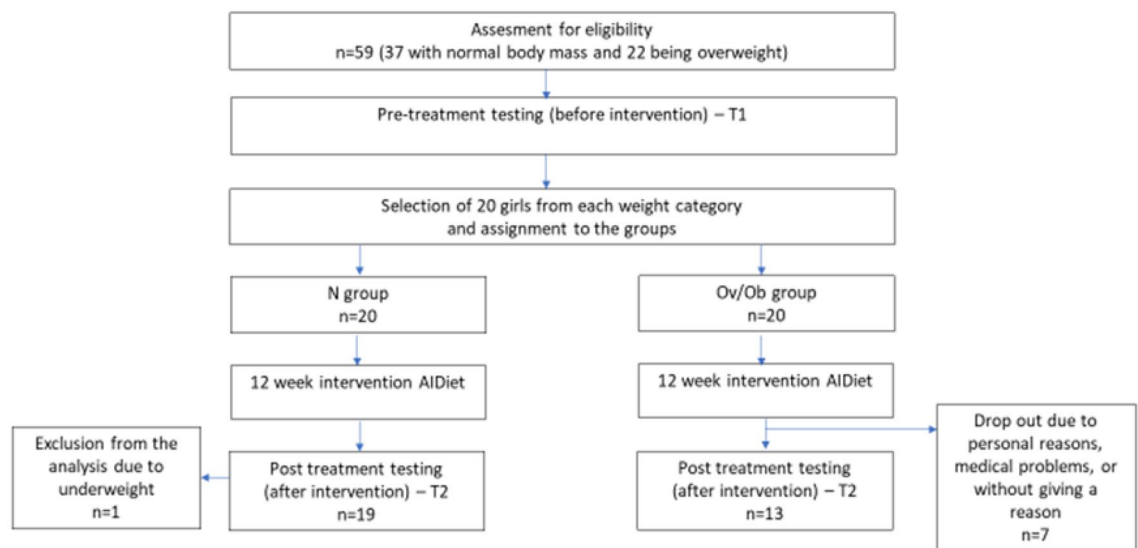 Assesment for eligibility
n=59 (37 with normal body mass and 22 being overweight)
Pre-treatment testing (before intervention) – T1
Selection of 20 girls from each weight category
and assignment to the groups
N group
n=20
Ov/Ob group
n=20
12 week intervention AIDiet
12 week intervention AIDiet
Exclusion from the
analysis due to
underweight
n=1
Post treatment testing
(after intervention) – T2
n=19
Post treatment testing
(after intervention) – T2
n=13
Drop out due to
personal reasons,
medical problems, or
without giving a
reason
n=7